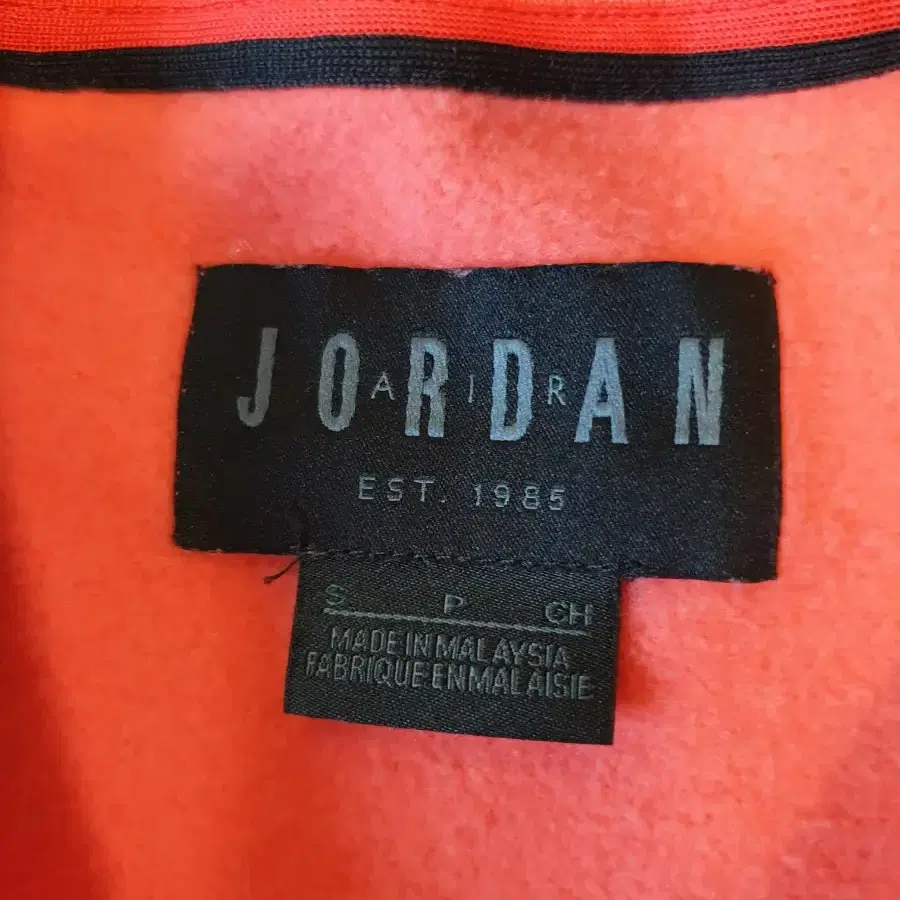 JORDAN
AIR
EST. 1985
S P CH
MADE IN MALAYSIA
FABRIQUE EN MALAISIE